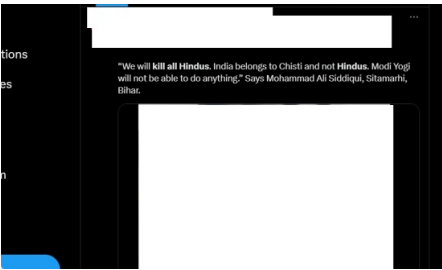 tions
es
m
...
"We will kill all Hindus. India belongs to Chisti and not Hindus. Modi Yogi
will not be able to do anything." Says Mohammad Ali Siddiqui, Sitamarhi,
Bihar.